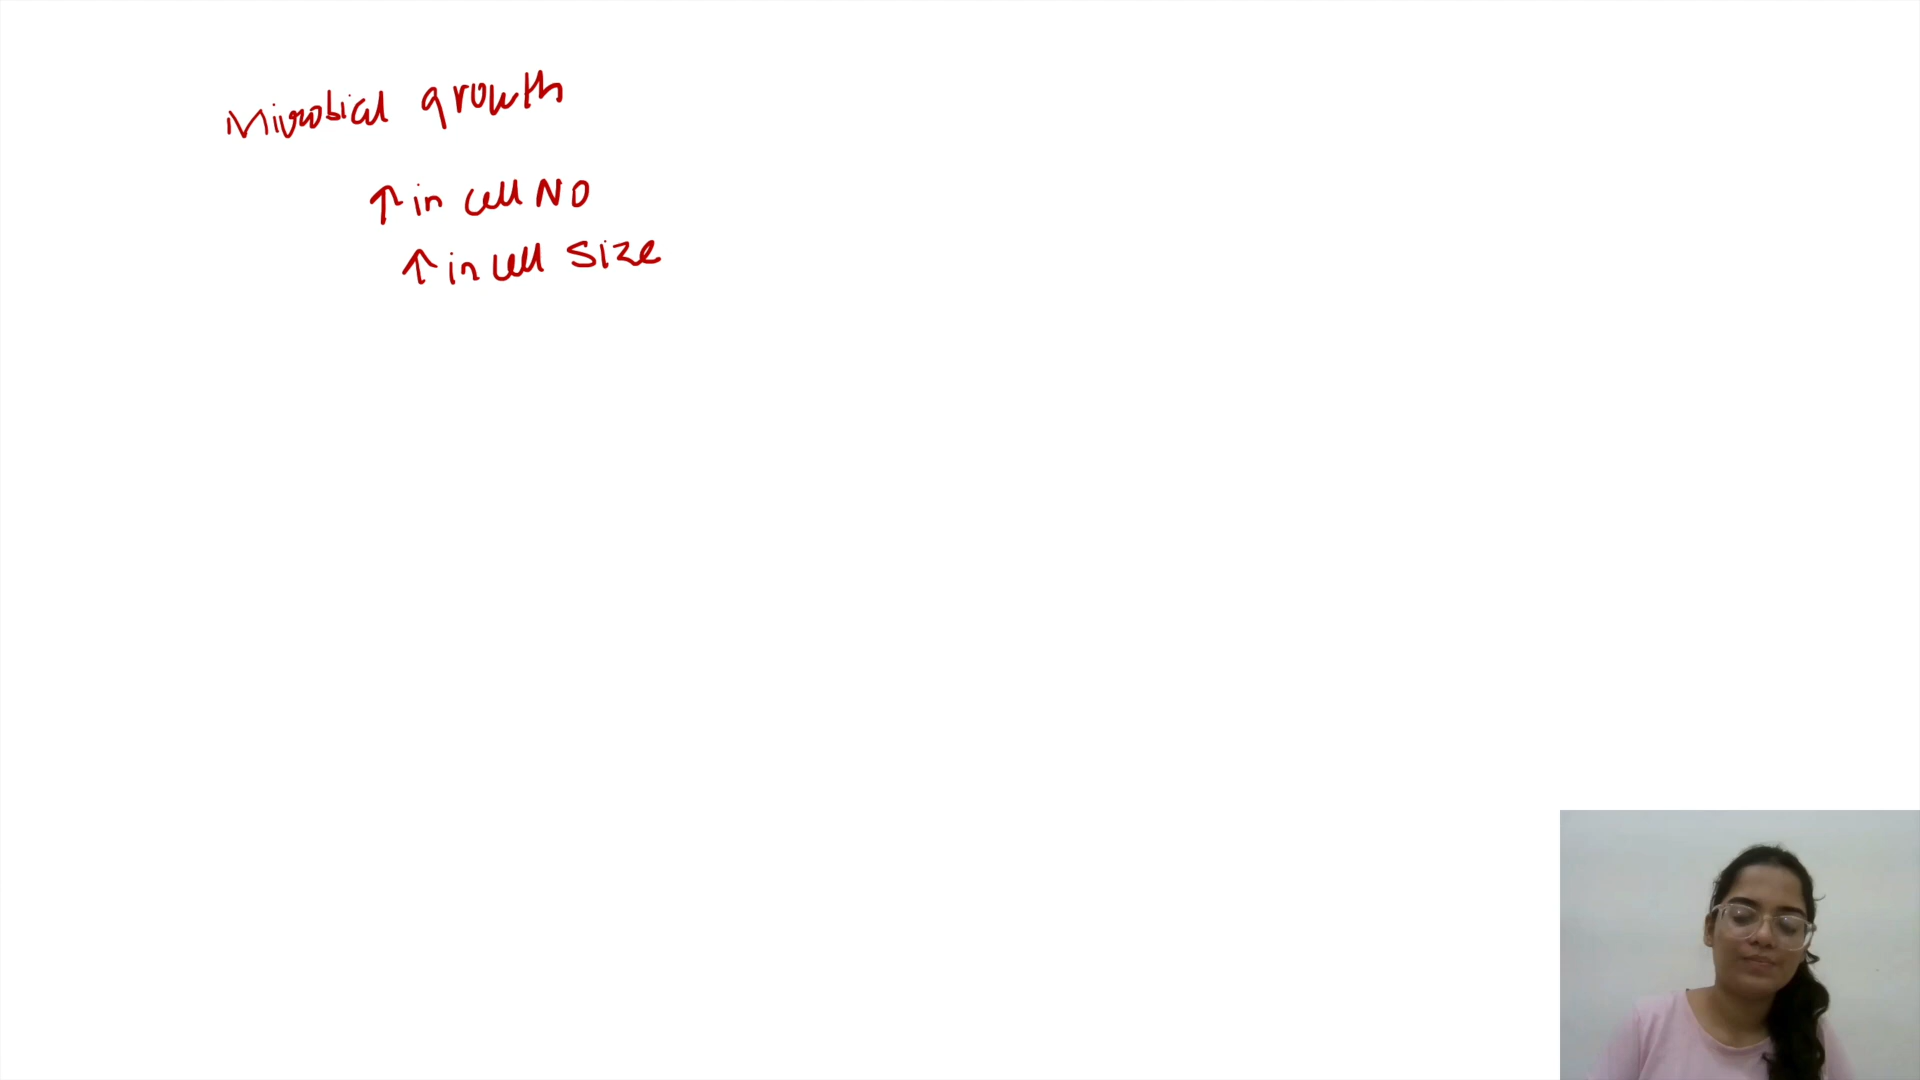 Microbial growth
↑ in cell NO
↑ in cell Size